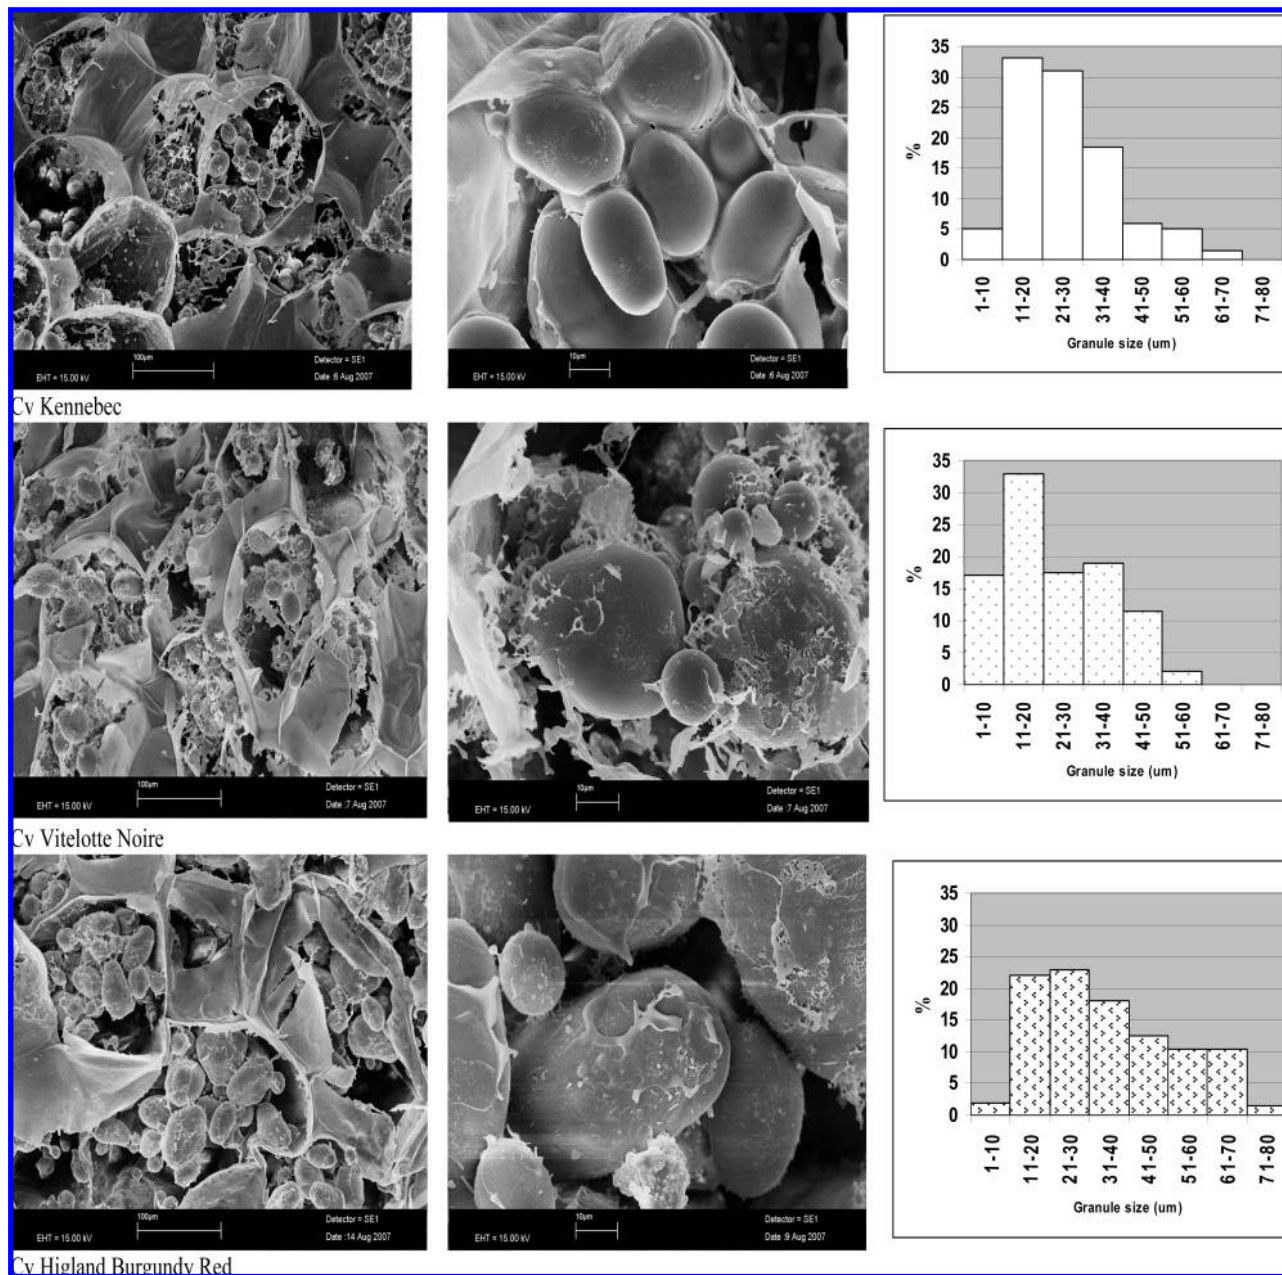 100µm
Detector = SE1
EHT = 15.00 kV
Date :6 Aug 2007
10µm
Detector = SE1
EHT = 15.00 kV
Date :6 Aug 2007
35
30
25
20
15
10
5
0
%
1-10
11-20
21-30
31-40
41-50
51-60
61-70
71-80
Granule size (um)
Cv Kennebec
100µm
Detector = SE1
EHT = 15.00 kV
Date :7 Aug 2007
10µm
Detector = SE1
EHT = 15.00 kV
Date :7 Aug 2007
35
30
25
20
15
10
5
0
%
1-10
11-20
21-30
31-40
41-50
51-60
61-70
71-80
Granule size (um)
Cv Vitelotte Noire
100µm
Detector = SE1
EHT = 15.00 kV
Date :14 Aug 2007
10µm
Detector = SE1
EHT = 15.00 kV
Date :9 Aug 2007
35
30
25
20
15
10
5
0
%
1-10
11-20
21-30
31-40
41-50
51-60
61-70
71-80
Granule size (um)
Cv Higland Burgundy Red